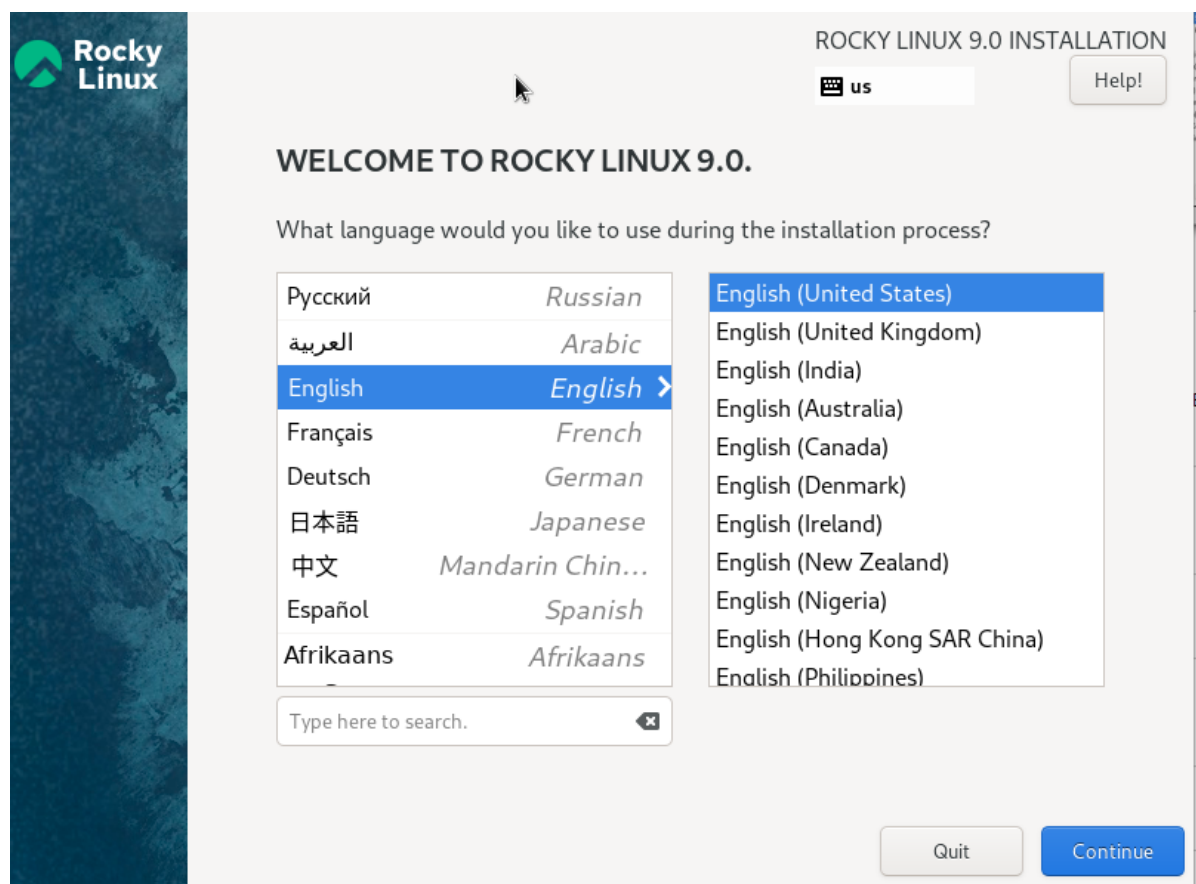 Rocky
Linux
ROCKY LINUX 9.0 INSTALLATION
us
Help!
WELCOME TO ROCKY LINUX 9.0.
What language would you like to use during the installation process?
Русский Russian
العربية Arabic
English English
Français French
Deutsch German
日本語 Japanese
中文 Mandarin Chin...
Español Spanish
Afrikaans Afrikaans
Type here to search.
English (United States)
English (United Kingdom)
English (India)
English (Australia)
English (Canada)
English (Denmark)
English (Ireland)
English (New Zealand)
English (Nigeria)
English (Hong Kong SAR China)
English (Philippines)
Quit
Continue